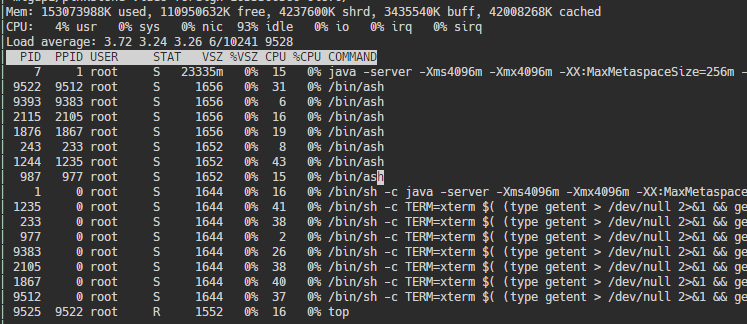 Mem: 153073988K used, 110950632K free, 4237600K shrd, 3435540K buff, 42008268K cached
CPU:   4% usr   0% sys   0% nic  93% idle   0% io   0% irq   0% sirq
Load average: 3.72 3.24 3.26 6/10241 9528
PID  PPID USER     STAT   VSZ %VSZ CPU %CPU COMMAND
7     1 root     S    23335m   0%  15   0% java -server -Xms4096m -Xmx4096m -XX:MaxMetaspaceSize=256m -
9522  9512 root     S     1656   0%  31   0% /bin/ash
9393  9383 root     S     1656   0%   6   0% /bin/ash
2115  2105 root     S     1656   0%  16   0% /bin/ash
1876  1867 root     S     1656   0%  19   0% /bin/ash
243   233 root     S     1652   0%   8   0% /bin/ash
1244  1235 root     S     1652   0%  43   0% /bin/ash
987   977 root     S     1652   0%  15   0% /bin/ash
1     0 root     S     1644   0%  16   0% /bin/sh -c java -server -Xms4096m -Xmx4096m -XX:MaxMetaspace
1235     0 root     S     1644   0%  41   0% /bin/sh -c TERM=xterm $( (type getent > /dev/null 2>&1 && ge
233     0 root     S     1644   0%  38   0% /bin/sh -c TERM=xterm $( (type getent > /dev/null 2>&1 && ge
977     0 root     S     1644   0%   2   0% /bin/sh -c TERM=xterm $( (type getent > /dev/null 2>&1 && ge
9383     0 root     S     1644   0%  26   0% /bin/sh -c TERM=xterm $( (type getent > /dev/null 2>&1 && ge
2105     0 root     S     1644   0%  38   0% /bin/sh -c TERM=xterm $( (type getent > /dev/null 2>&1 && ge
1867     0 root     S     1644   0%  40   0% /bin/sh -c TERM=xterm $( (type getent > /dev/null 2>&1 && ge
9512     0 root     S     1644   0%  37   0% /bin/sh -c TERM=xterm $( (type getent > /dev/null 2>&1 && ge
9525  9522 root     R     1552   0%  16   0% top